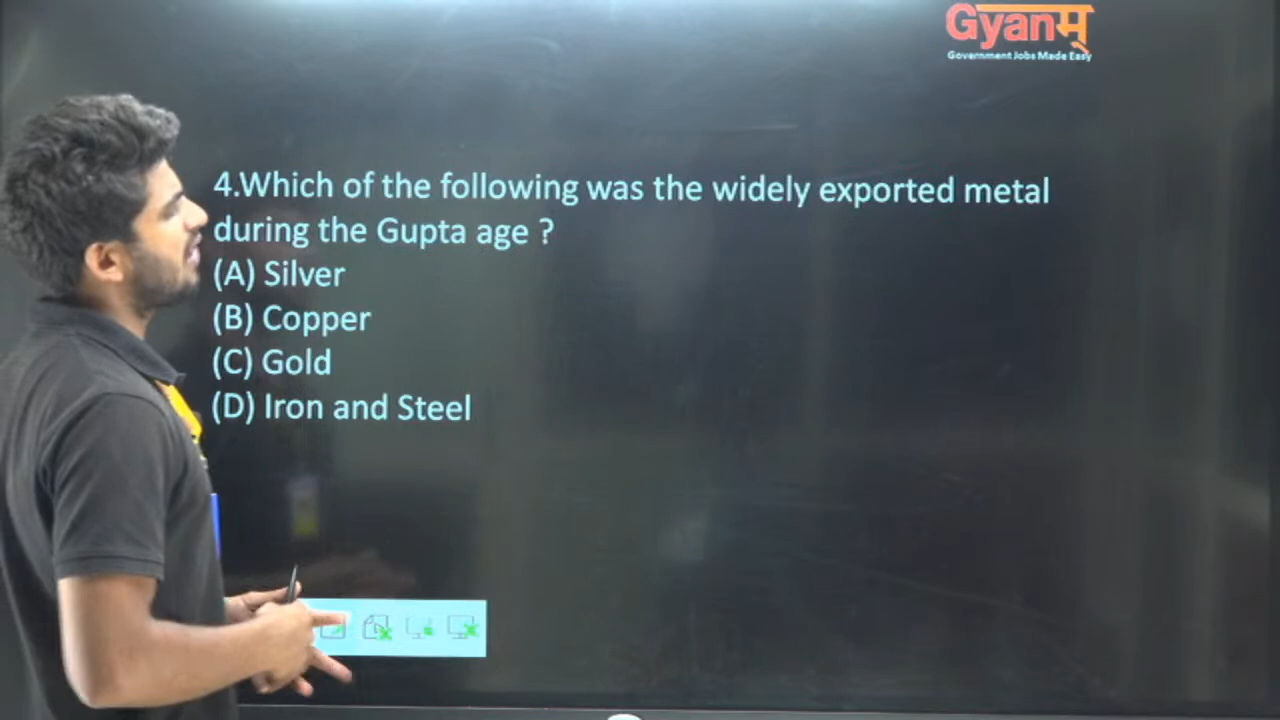 Gyanम्
Government Jobs Made Easy
4.Which of the following was the widely exported metal
during the Gupta age ?
(A) Silver
(B) Copper
(C) Gold
(D) Iron and Steel